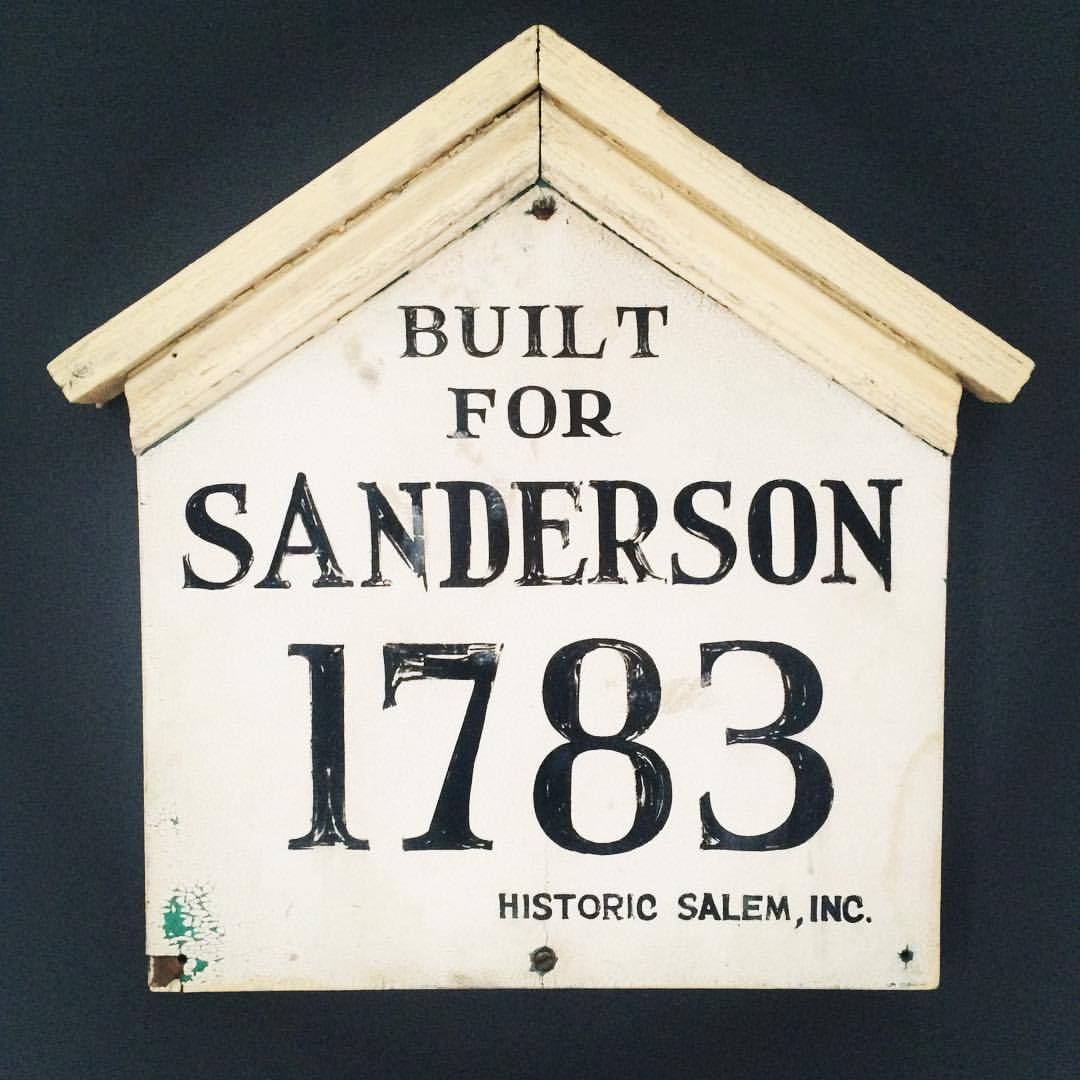 BUILT
FOR
SANDERSON
1783
HISTORIC SALEM, INC.